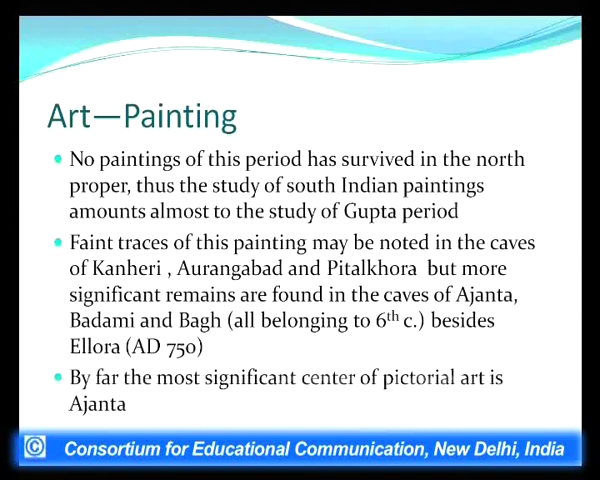 Art—Painting
No paintings of this period has survived in the north
proper, thus the study of south Indian paintings
amounts almost to the study of Gupta period
Faint traces of this painting may be noted in the caves
of Kanheri , Aurangabad and Pitalkhora but more
significant remains are found in the caves of Ajanta,
Badami and Bagh (all belonging to 6th c.) besides
Ellora (AD 750)
By far the most significant center of pictorial art is
Ajanta
© Consortium for Educational Communication, New Delhi, India